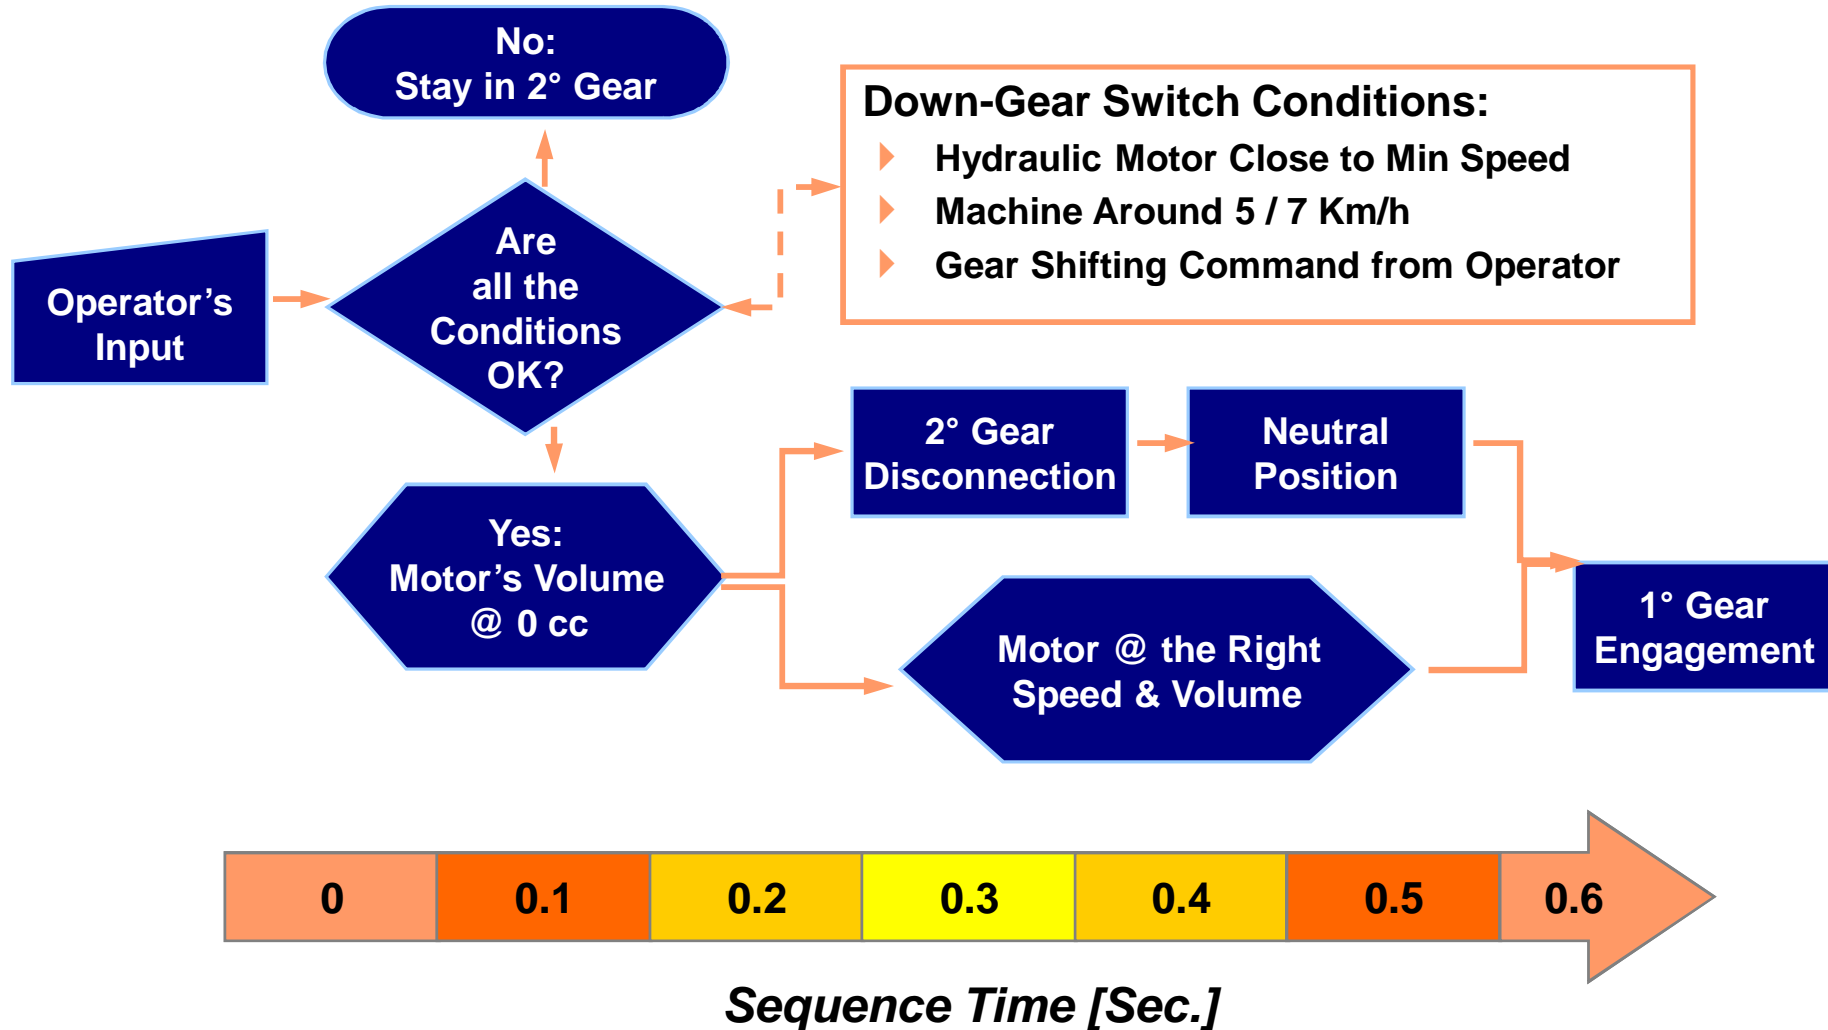 No:
Stay in 2° Gear
Down-Gear Switch Conditions:
Hydraulic Motor Close to Min Speed
Machine Around 5 / 7 Km/h
Gear Shifting Command from Operator
Operator’s
Input
Are
all the
Conditions
OK?
2° Gear
Disconnection
Neutral
Position
Yes:
Motor’s Volume
@ 0 cc
Motor @ the Right
Speed & Volume
1° Gear
Engagement
0
0.1
0.2
0.3
0.4
0.5
0.6
Sequence Time [Sec.]